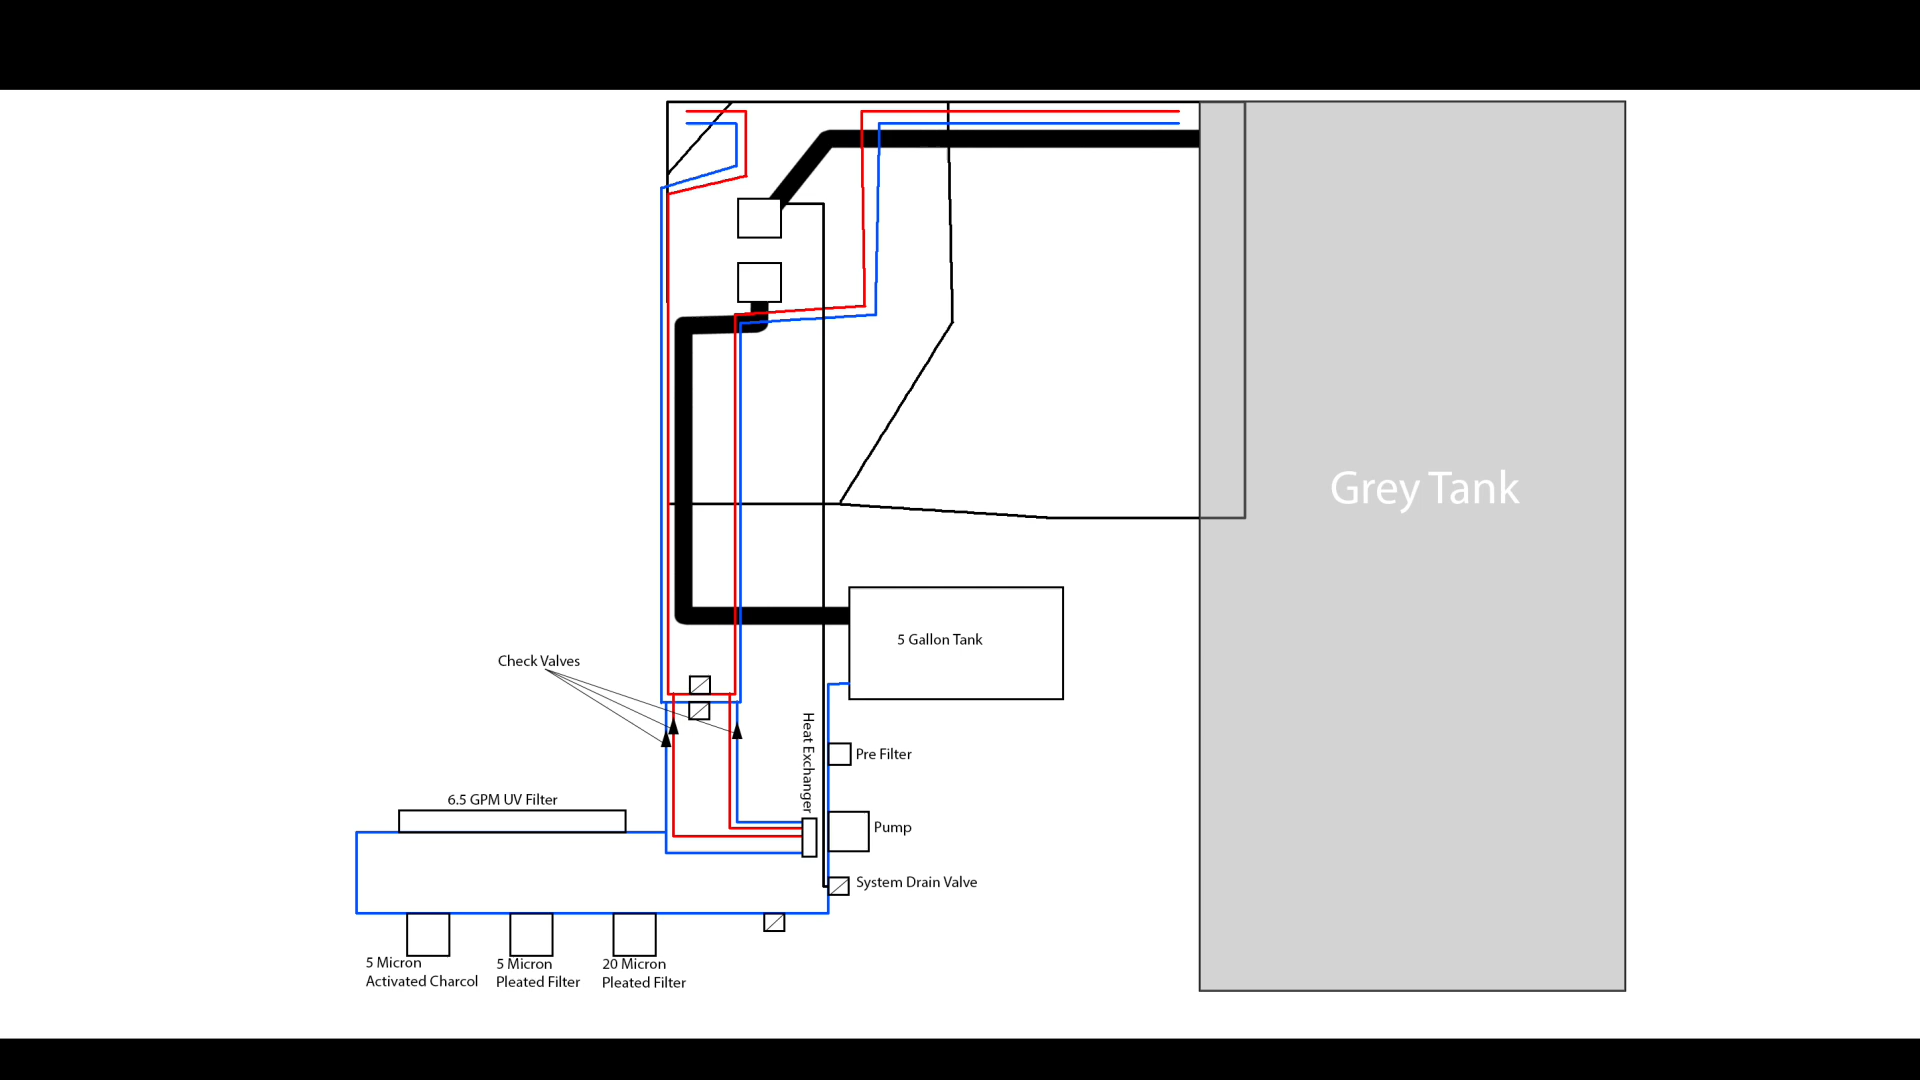 Grey Tank
5 Gallon Tank
Check Valves
Heat Exchanger
Pre Filter
6.5 GPM UV Filter
Pump
System Drain Valve
5 Micron
Activated Charcol
5 Micron
Pleated Filter
20 Micron
Pleated Filter